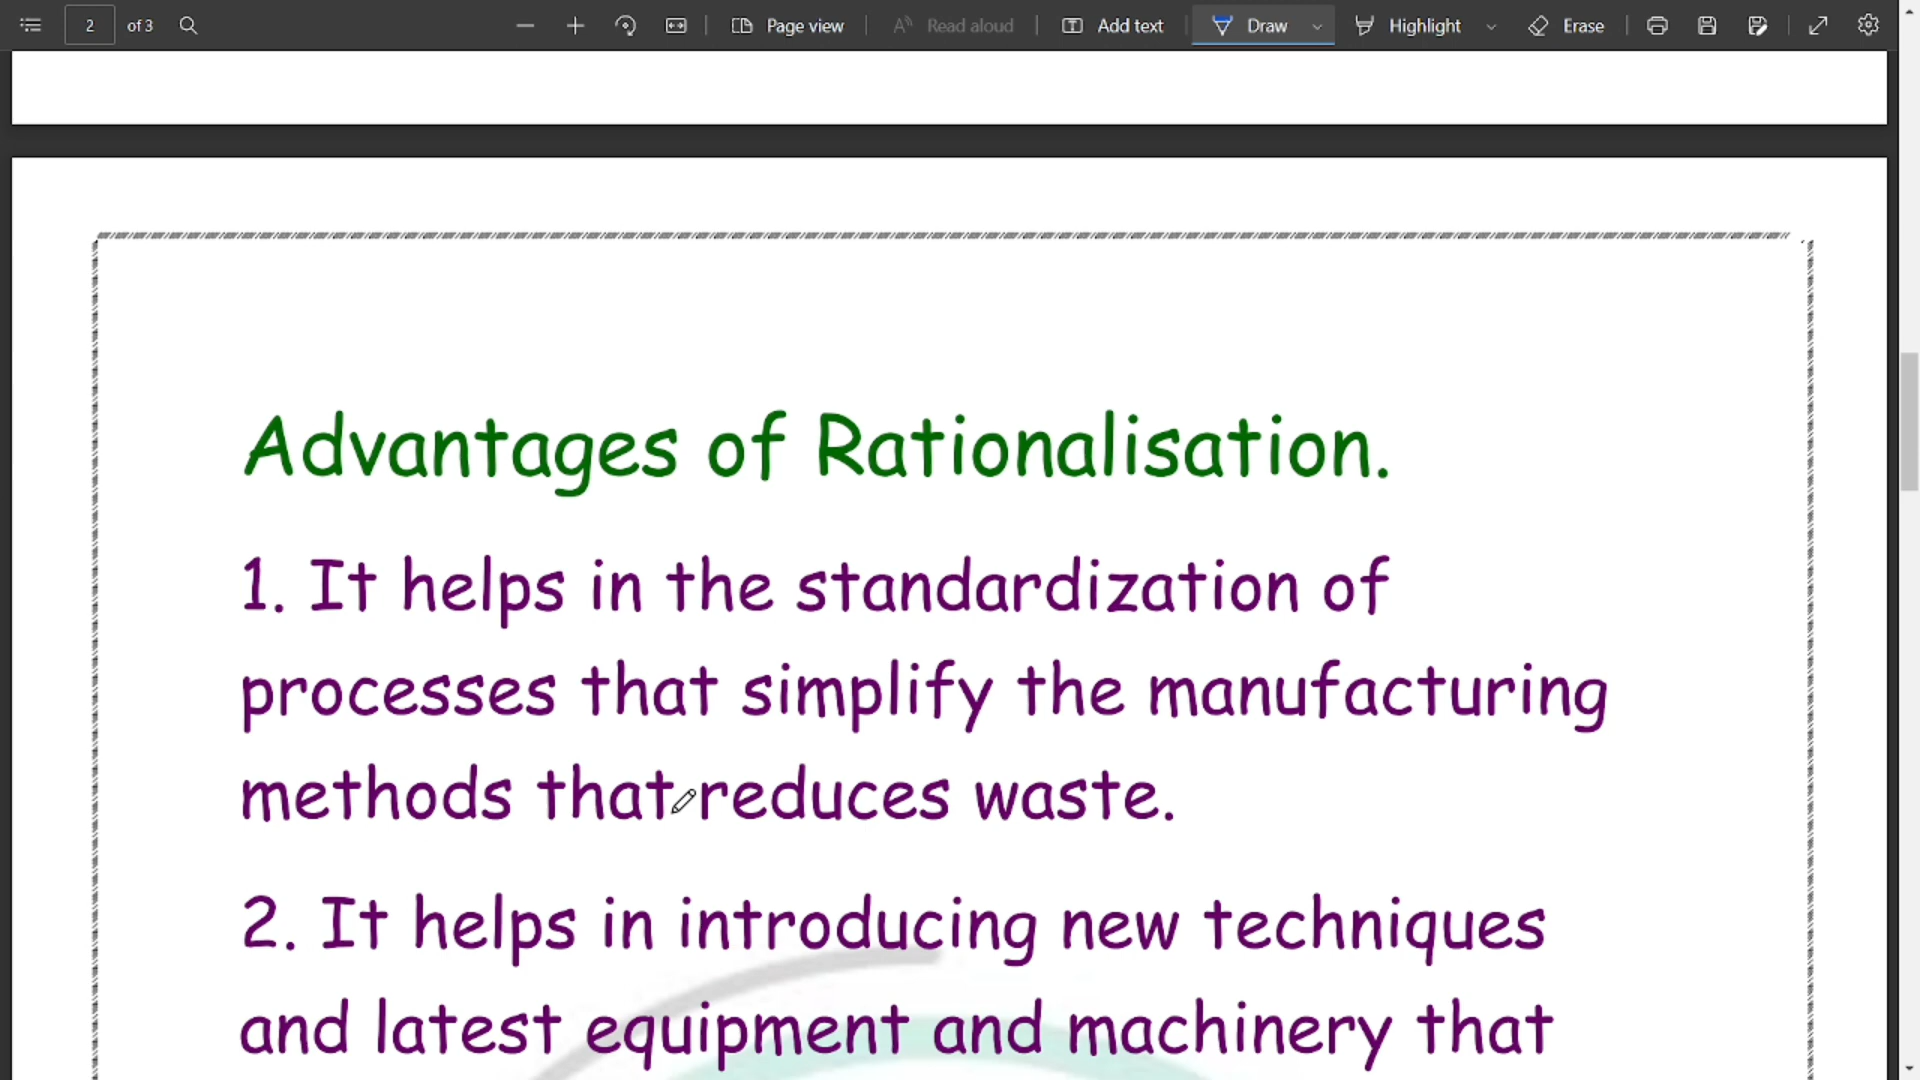 2 of 3 Page view Read aloud Add text Draw Highlight Erase
Advantages of Rationalisation.
1. It helps in the standardization of
processes that simplify the manufacturing
methods that reduces waste.
2. It helps in introducing new techniques
and latest equipment and machinery that